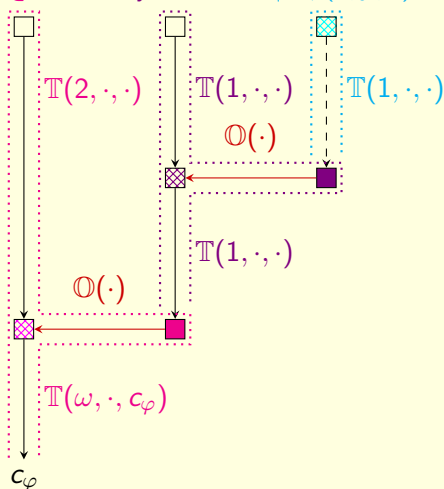 𝕋(2, ·, ·) 𝕋(1, ·, ·) 𝕋(1, ·, ·)
𝕆(·)
𝕋(1, ·, ·)
𝕆(·)
𝕋(ω, ·, c_φ)
c_φ